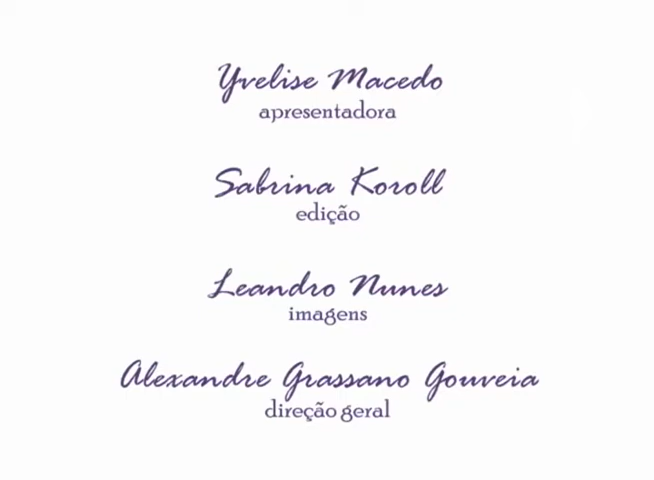 Yvelise Macedo
apresentadora
Sabrina Koroll
edição
Leandro Nunes
imagens
Alexandre Grassano Gouveia
direção geral